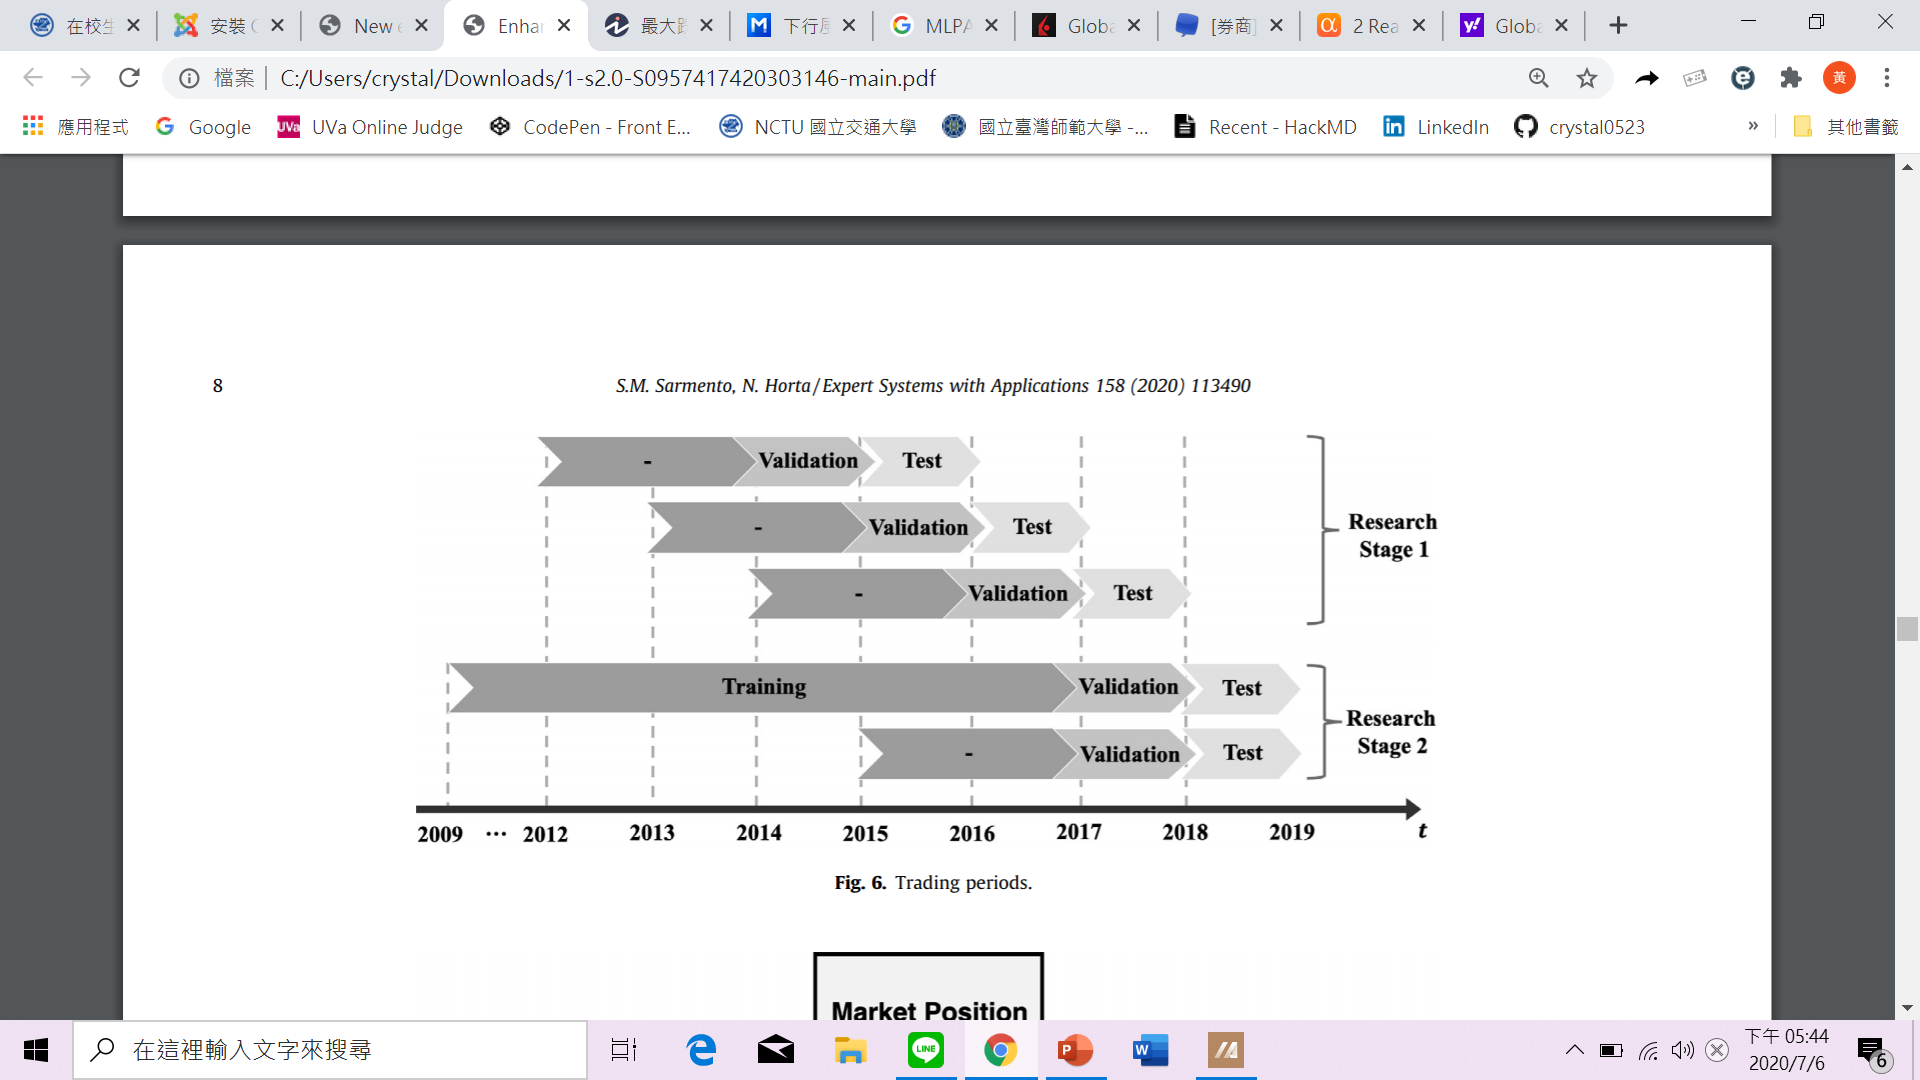 在校生
安裝
New
Enhar
最大
下行
MLPA
Globa
[券商]
2 Rea
Globa
檔案
C:/Users/crystal/Downloads/1-s2.0-S0957417420303146-main.pdf
黃
應用程式
Google
UVa Online Judge
CodePen - Front E...
NCTU 國立交通大學
國立臺灣師範大學 -...
Recent - HackMD
LinkedIn
crystal0523
»
其他書籤
8
S.M. Sarmento, N. Horta / Expert Systems with Applications 158 (2020) 113490
- Validation Test
- Validation Test
- Validation Test
Research
Stage 1
Training Validation Test
- Validation Test
Research
Stage 2
2009 ... 2012 2013 2014 2015 2016 2017 2018 2019 t
Fig. 6. Trading periods.
Market Position
在這裡輸入文字來搜尋
LINE
下午 05:44
2020/7/6
6